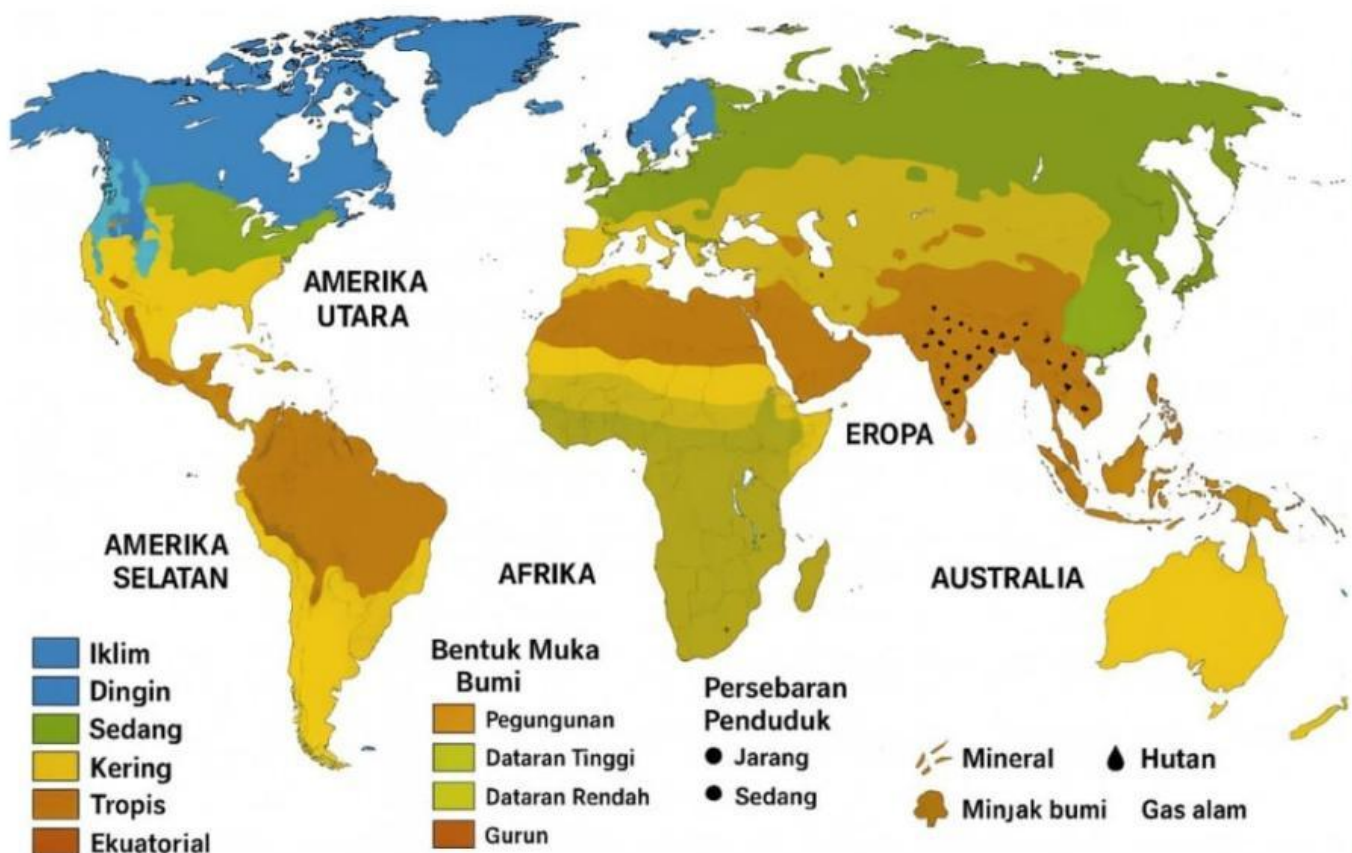 AMERIKA
UTARA
EROPA
AMERIKA
SELATAN
AFRIKA
AUSTRALIA
Iklim
Dingin
Sedang
Kering
Tropis
Ekuatorial
Bentuk Muka
Bumi
Pegungunan
Dataran Tinggi
Dataran Rendah
Gurun
Persebaran
Penduduk
Jarang
Sedang
Mineral
Hutan
Minjak bumi
Gas alam